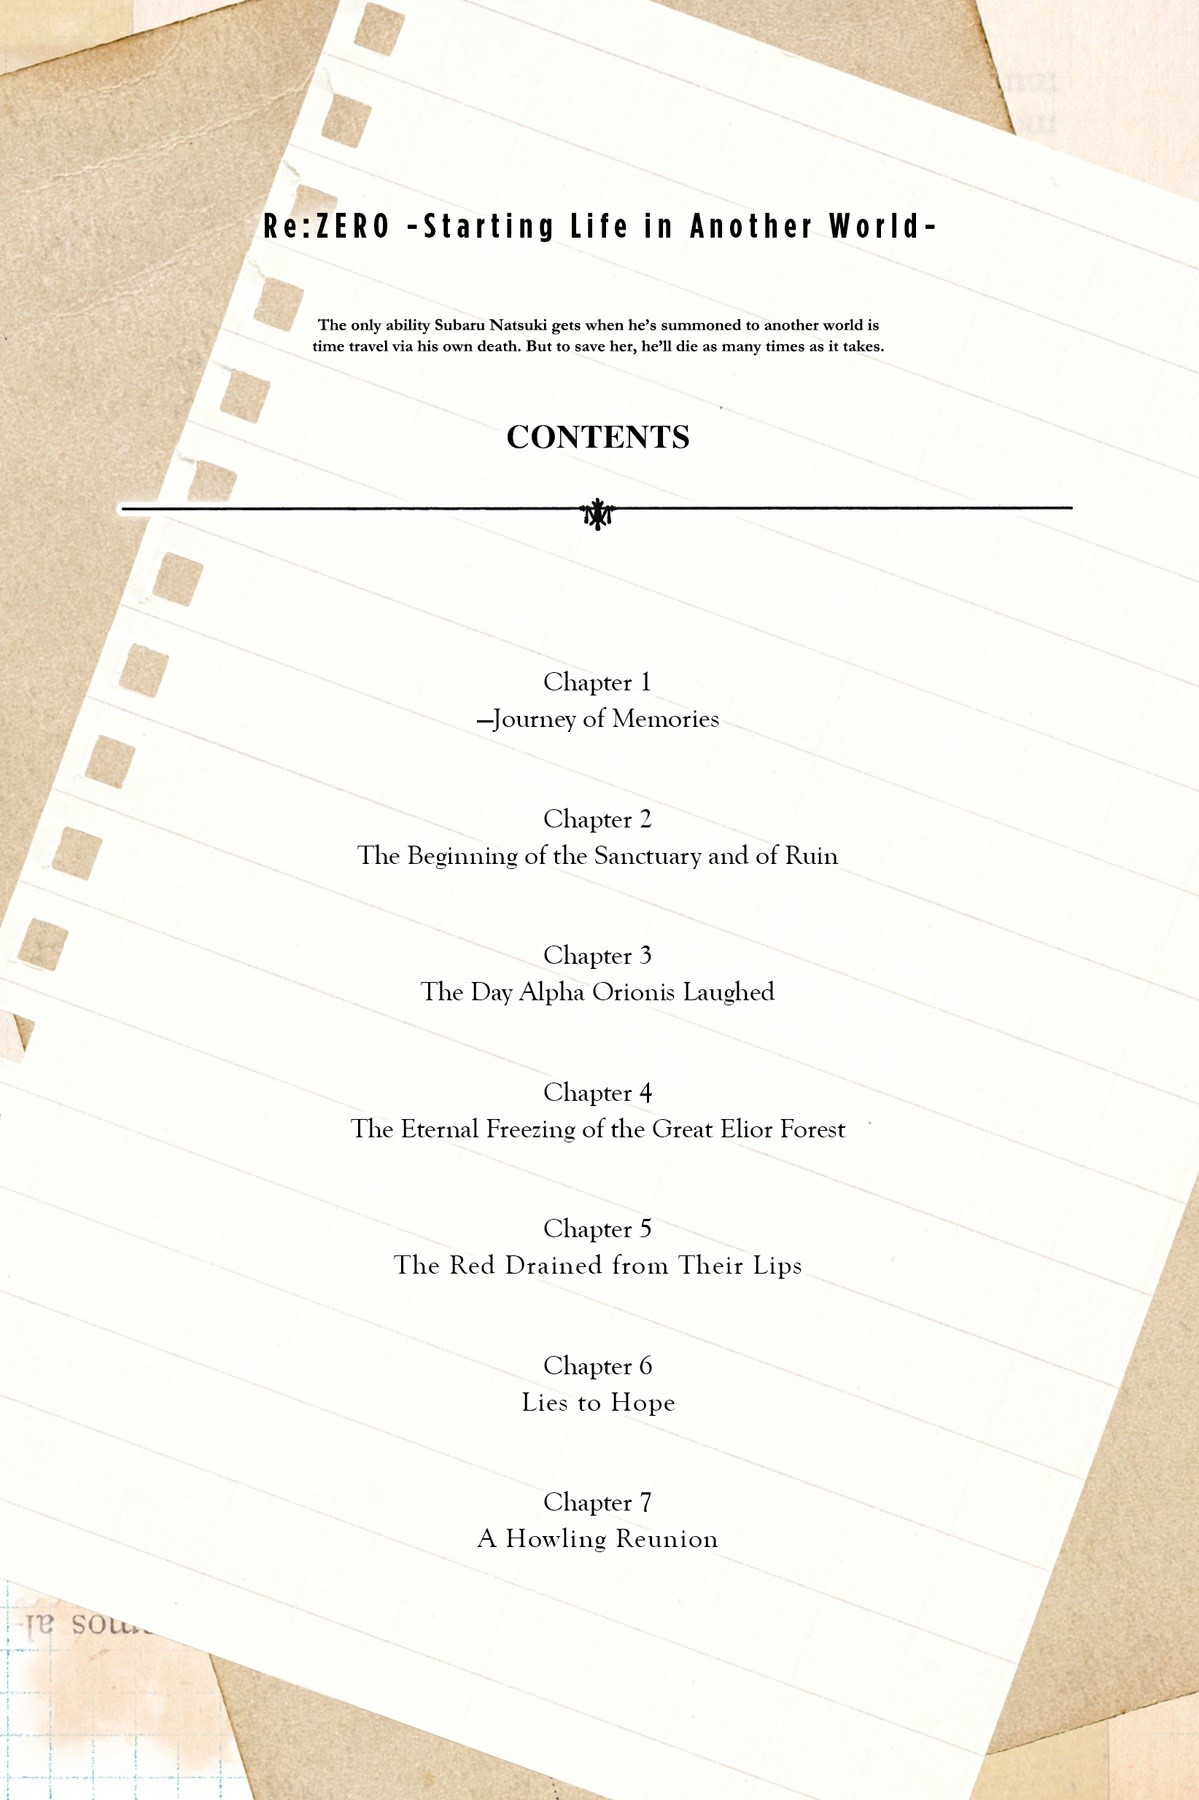 Re:ZERO -Starting Life in Another World-
The only ability Subaru Natsuki gets when he's summoned to another world is
time travel via his own death. But to save her, he'll die as many times as it takes.
CONTENTS
Chapter 1
—Journey of Memories
Chapter 2
The Beginning of the Sanctuary and of Ruin
Chapter 3
The Day Alpha Orionis Laughed
Chapter 4
The Eternal Freezing of the Great Elior Forest
Chapter 5
The Red Drained from Their Lips
Chapter 6
Lies to Hope
Chapter 7
A Howling Reunion